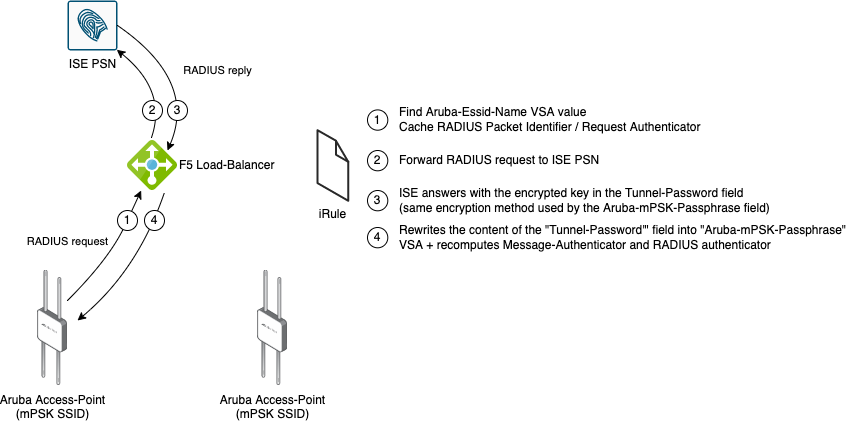 ISE PSN
RADIUS reply
2
3
F5 Load-Balancer
1
4
RADIUS request
Aruba Access-Point
(mPSK SSID)
Aruba Access-Point
(mPSK SSID)
iRule
1
Find Aruba-Essid-Name VSA value
Cache RADIUS Packet Identifier / Request Authenticator
2
Forward RADIUS request to ISE PSN
3
ISE answers with the encrypted key in the Tunnel-Password field
(same encryption method used by the Aruba-mPSK-Passphrase field)
4
Rewrites the content of the "Tunnel-Password"' field into "Aruba-mPSK-Passphrase"
VSA + recomputes Message-Authenticator and RADIUS authenticator